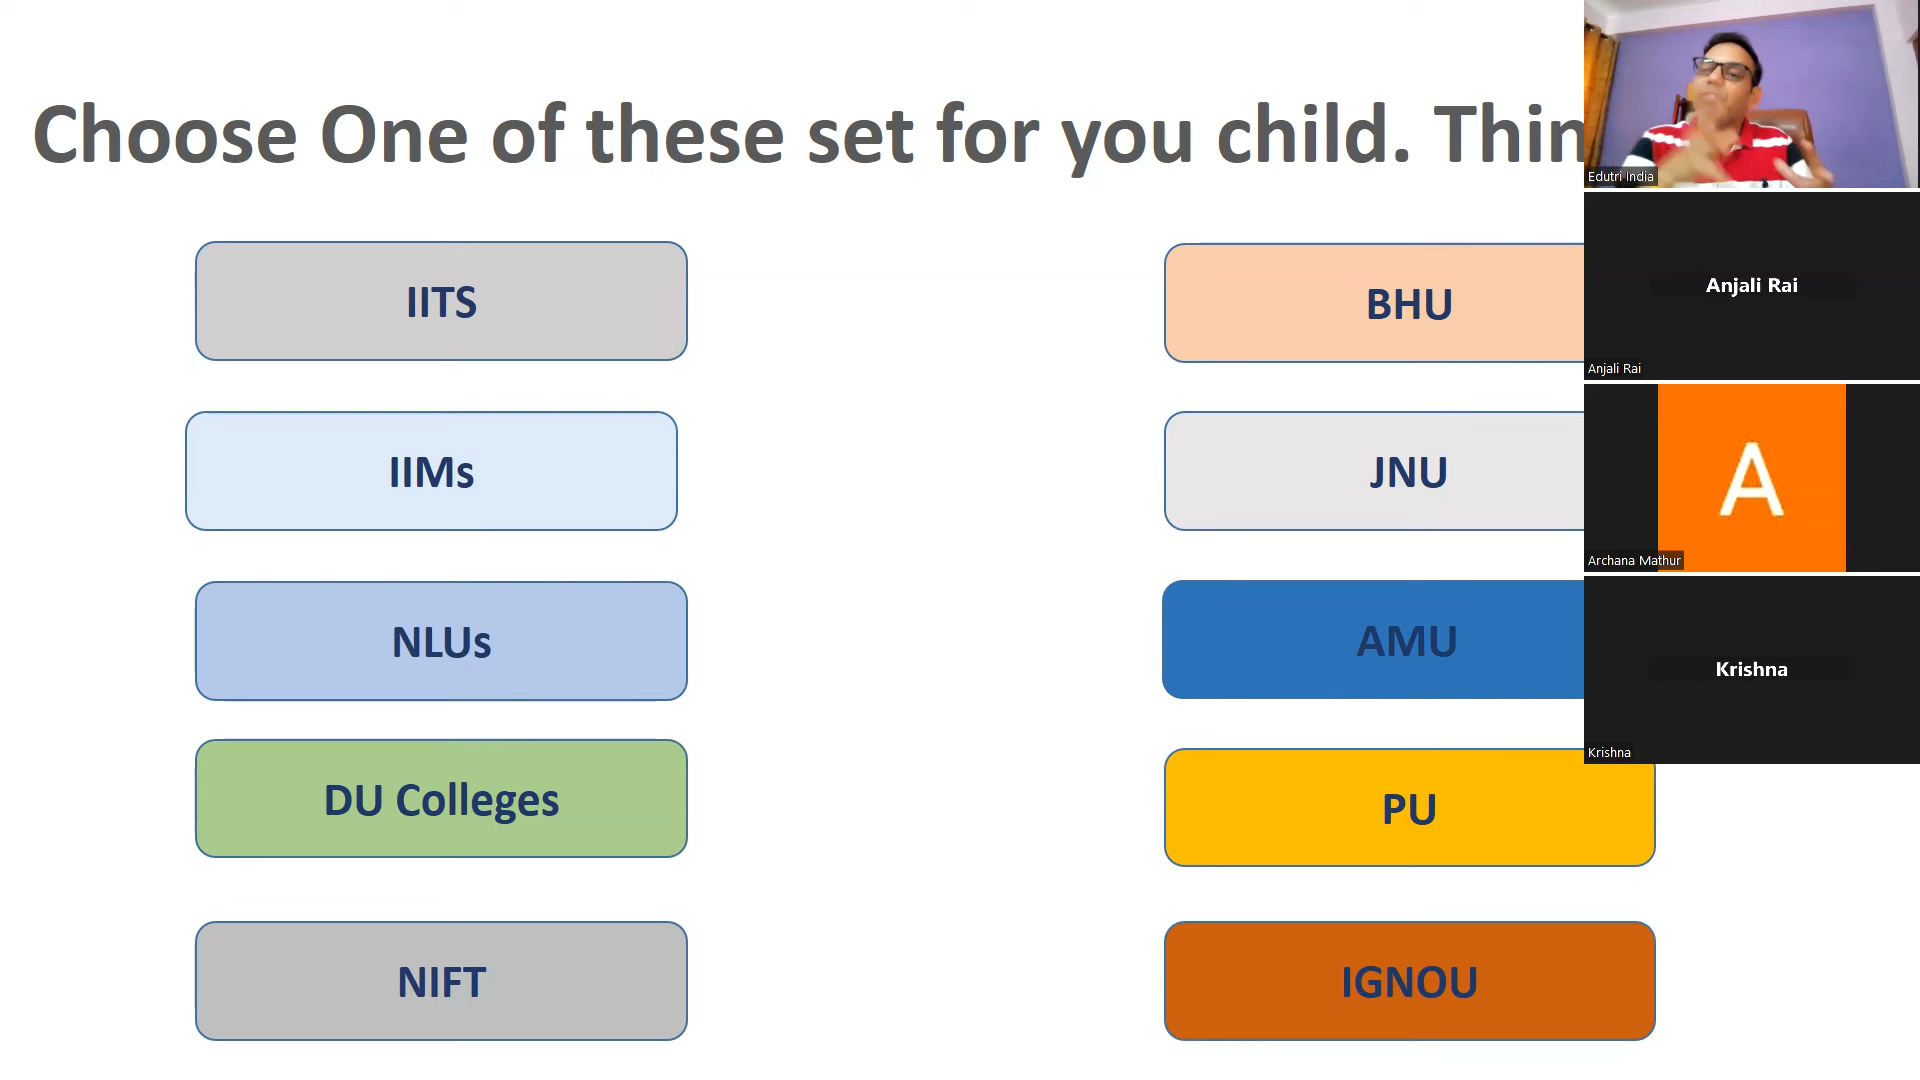 Choose One of these set for you child. Thin
IITS
IIMs
NLUs
DU Colleges
NIFT
BHU
JNU
AMU
PU
IGNOU
Edutri India
Anjali Rai
Anjali Rai
A
Archana Mathur
Krishna
Krishna